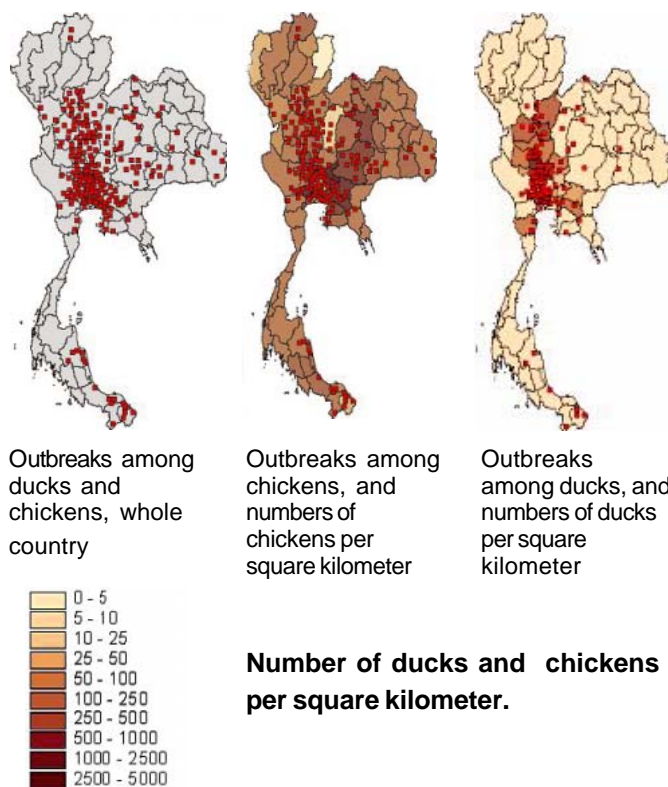 Outbreaks among
ducks and
chickens, whole
country
Outbreaks among
chickens, and
numbers of
chickens per
square kilometer
Outbreaks
among ducks, and
numbers of ducks
per square
kilometer
0 - 5
5 - 10
10 - 25
25 - 50
50 - 100
100 - 250
250 - 500
500 - 1000
1000 - 2500
2500 - 5000
Number of ducks and chickens
per square kilometer.